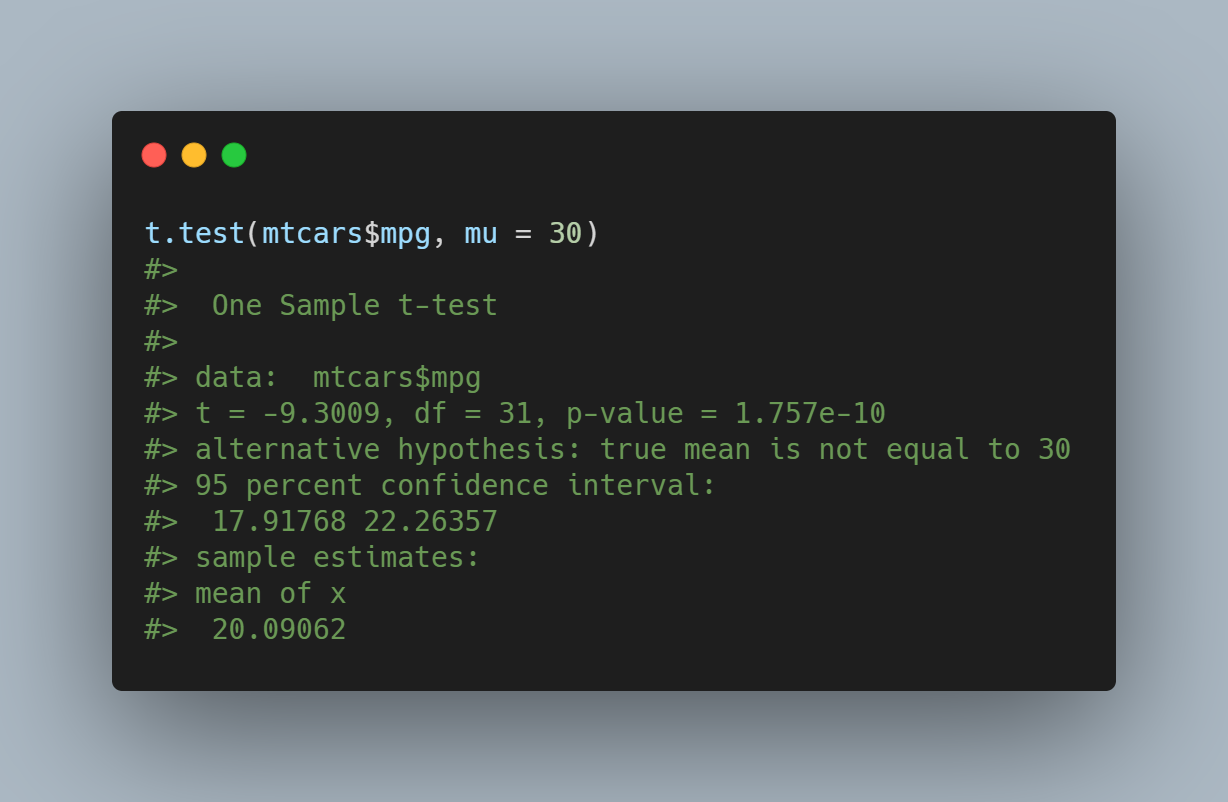 t.test(mtcars$mpg, mu = 30)
#>
#>  One Sample t-test
#>
#> data:  mtcars$mpg
#> t = -9.3009, df = 31, p-value = 1.757e-10
#> alternative hypothesis: true mean is not equal to 30
#> 95 percent confidence interval:
#>  17.91768 22.26357
#> sample estimates:
#> mean of x
#>  20.09062